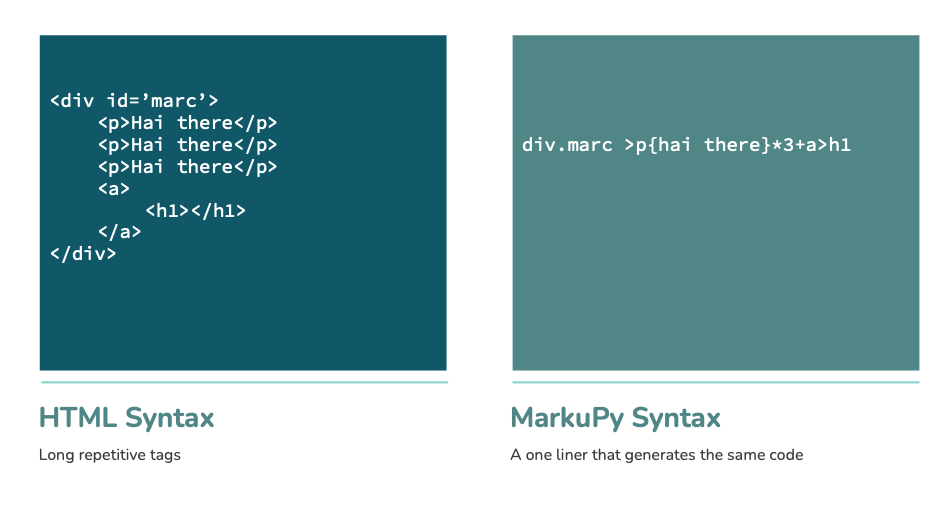 <div id=’marc’>
<p>Hai there</p>
<p>Hai there</p>
<p>Hai there</p>
<a>
<h1></h1>
</a>
</div>
HTML Syntax
Long repetitive tags
div.marc >p{hai there}*3+a>h1
MarkuPy Syntax
A one liner that generates the same code